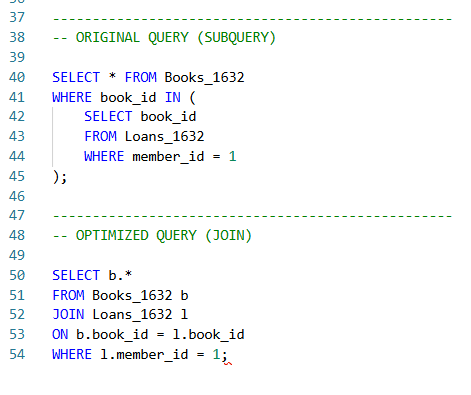 36
37 --------------------------------------------------
38 -- ORIGINAL QUERY (SUBQUERY)
39
40 SELECT * FROM Books_1632
41 WHERE book_id IN (
42     SELECT book_id
43     FROM Loans_1632
44     WHERE member_id = 1
45 );
46
47 --------------------------------------------------
48 -- OPTIMIZED QUERY (JOIN)
49
50 SELECT b.*
51 FROM Books_1632 b
52 JOIN Loans_1632 l
53 ON b.book_id = l.book_id
54 WHERE l.member_id = 1;